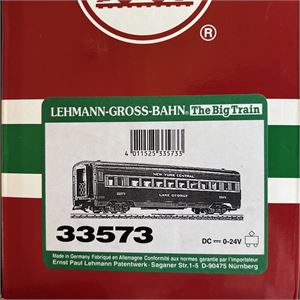 ®
LEHMANN-GROSS-BAHN® The Big Train
4 011525 335733
NEW YORK CENTRAL
LAKE GEORGE
33573
DC ⎓ 0-24V
Made in Germany Fabriqué en Allemagne Conformité aux normes garantie par l'importateur
Ernst Paul Lehmann Patentwerk · Saganer Str.1-5 D-90475 Nürnberg